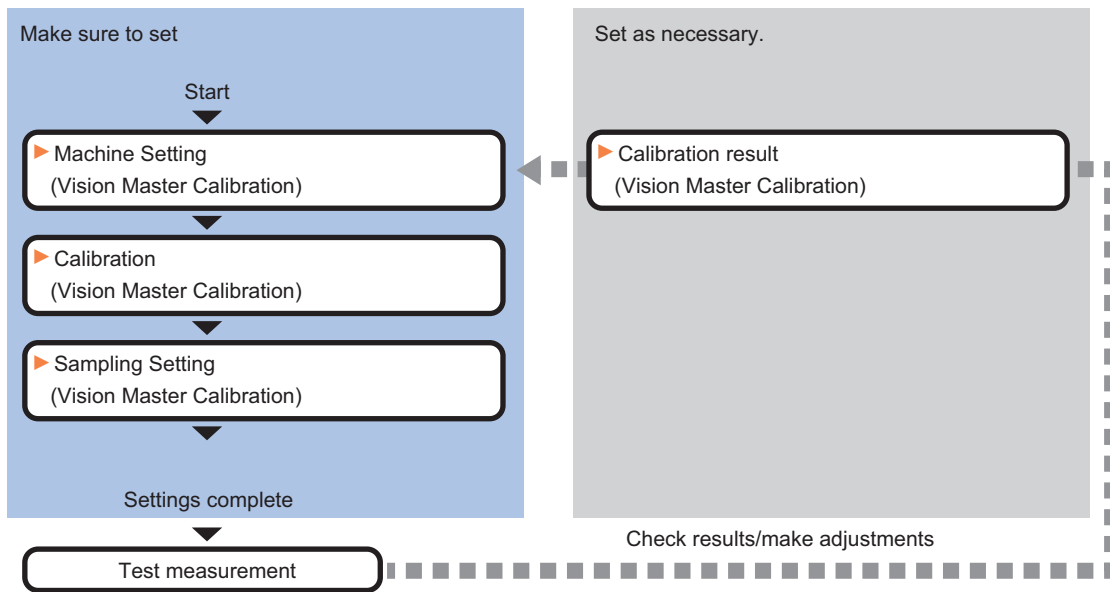 Make sure to set
Start
Machine Setting
(Vision Master Calibration)
Calibration
(Vision Master Calibration)
Sampling Setting
(Vision Master Calibration)
Settings complete
Test measurement
Set as necessary.
Calibration result
(Vision Master Calibration)
Check results/make adjustments